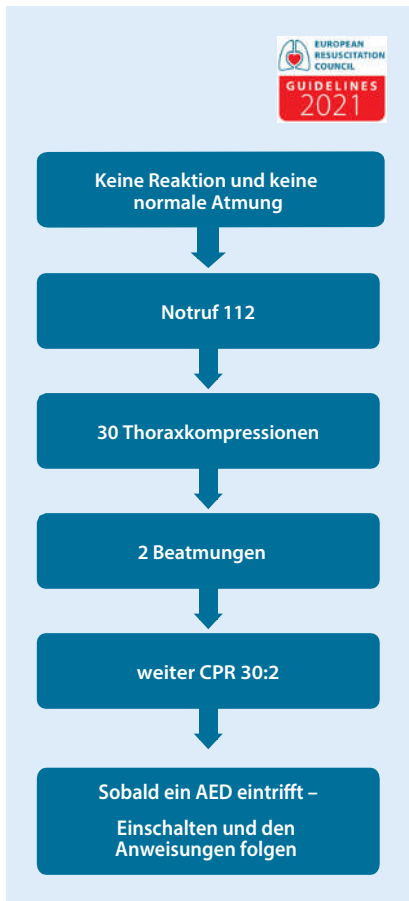 EUROPEAN
RESUSCITATION
COUNCIL
GUIDELINES
2021
Keine Reaktion und keine
normale Atmung
Notruf 112
30 Thoraxkompressionen
2 Beatmungen
weiter CPR 30:2
Sobald ein AED eintrifft –
Einschalten und den
Anweisungen folgen